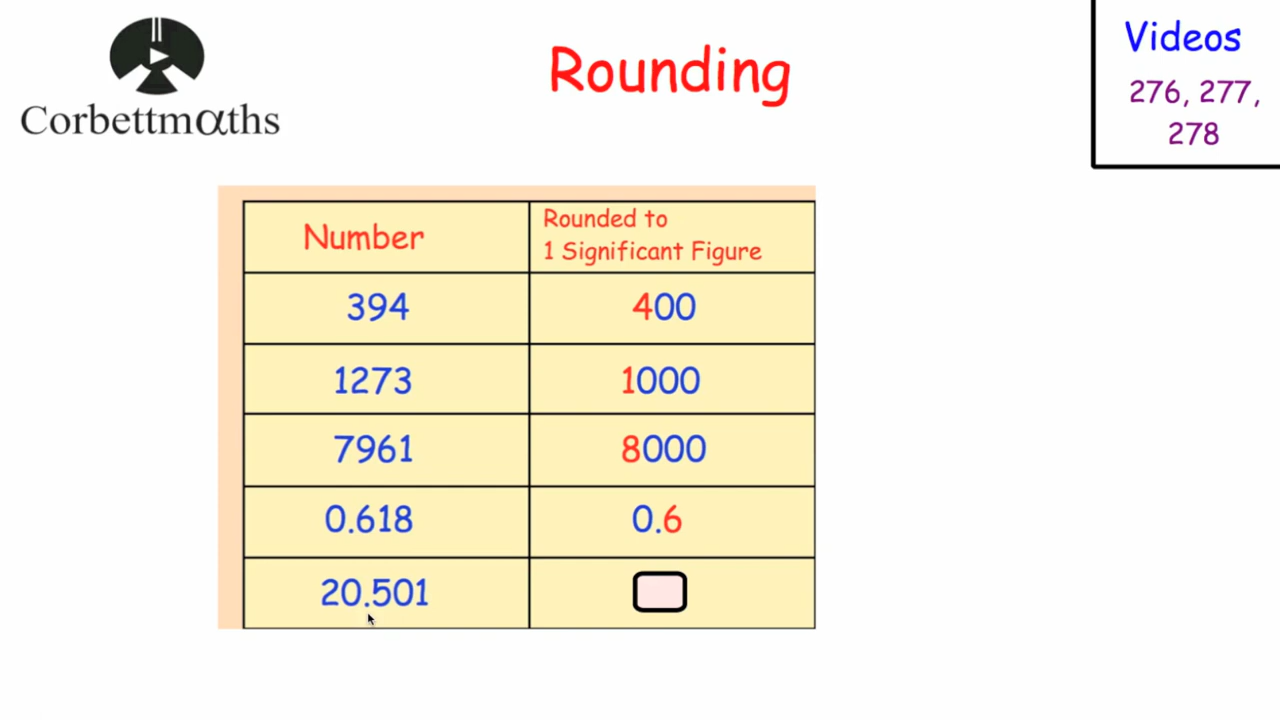 Corbettmαths
Rounding
Videos
276, 277,
278
Number
Rounded to
1 Significant Figure
394
400
1273
1000
7961
8000
0.618
0.6
20.501